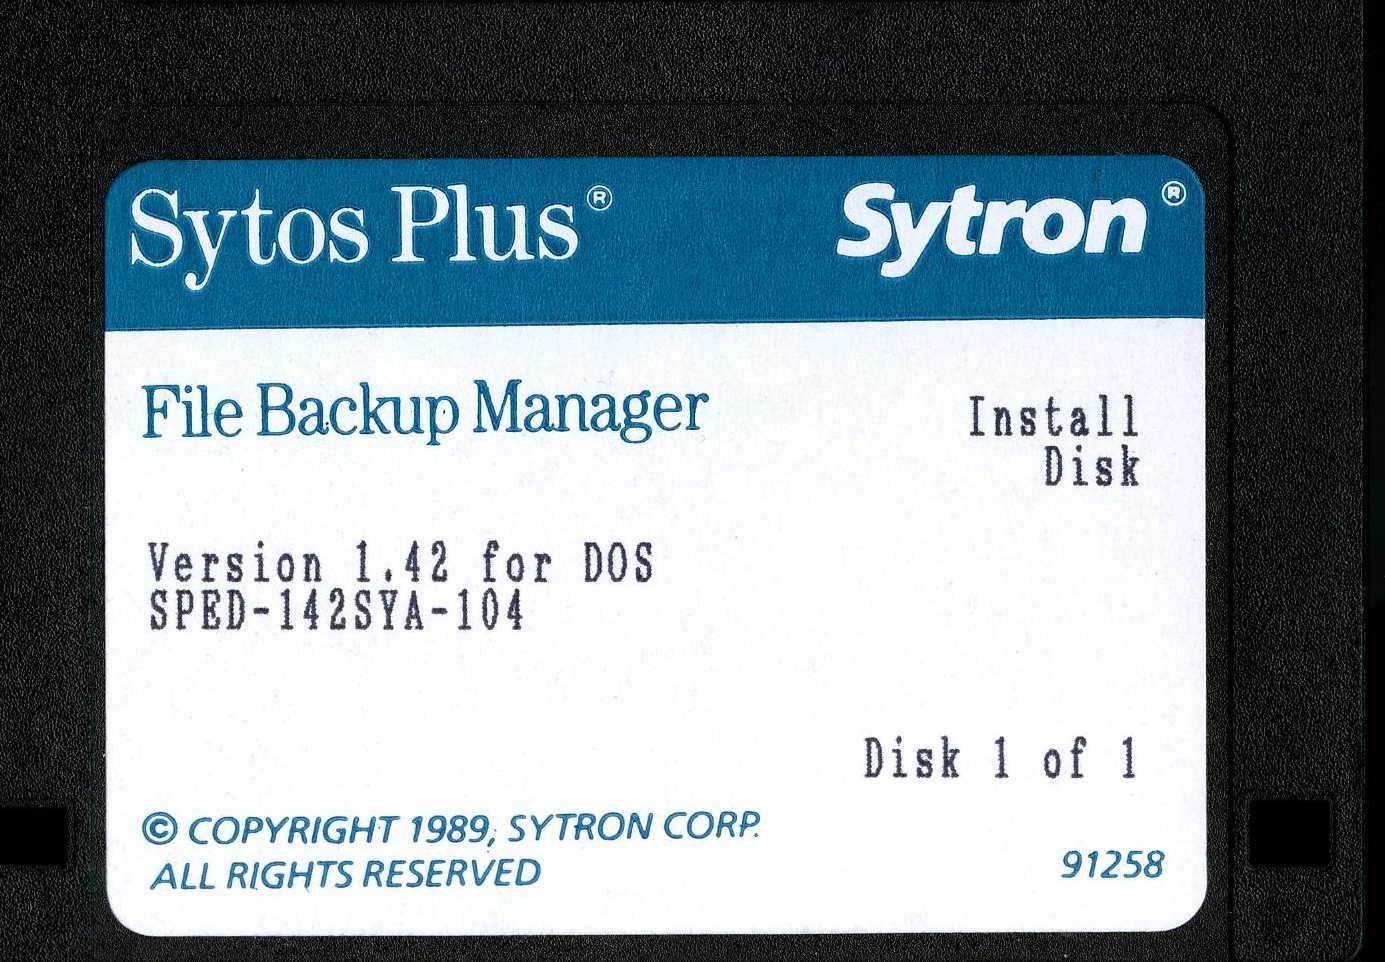 Sytos Plus®
Sytron®
File Backup Manager
Install
Disk
Version 1.42 for DOS
SPED-142SYA-104
Disk 1 of 1
© COPYRIGHT 1989, SYTRON CORP.
ALL RIGHTS RESERVED
91258